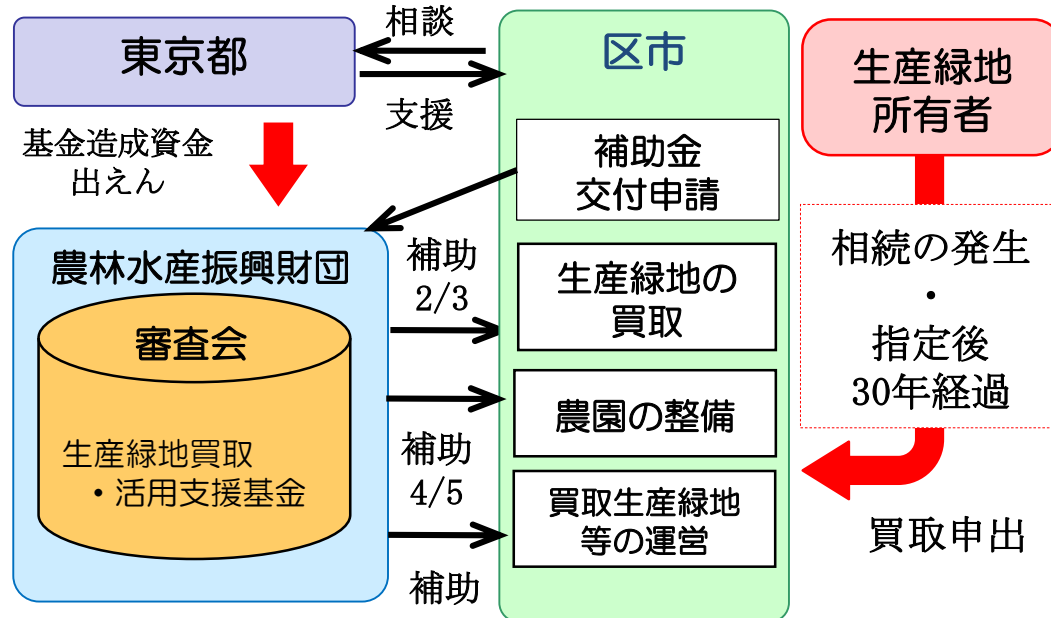 東京都
相談
支援
基金造成資金
出えん
農林水産振興財団
審査会
生産緑地買取
・活用支援基金
補助
2/3
補助
4/5
補助
区市
補助金
交付申請
生産緑地の
買取
農園の整備
買取生産緑地
等の運営
生産緑地
所有者
相続の発生
・
指定後
30年経過
買取申出